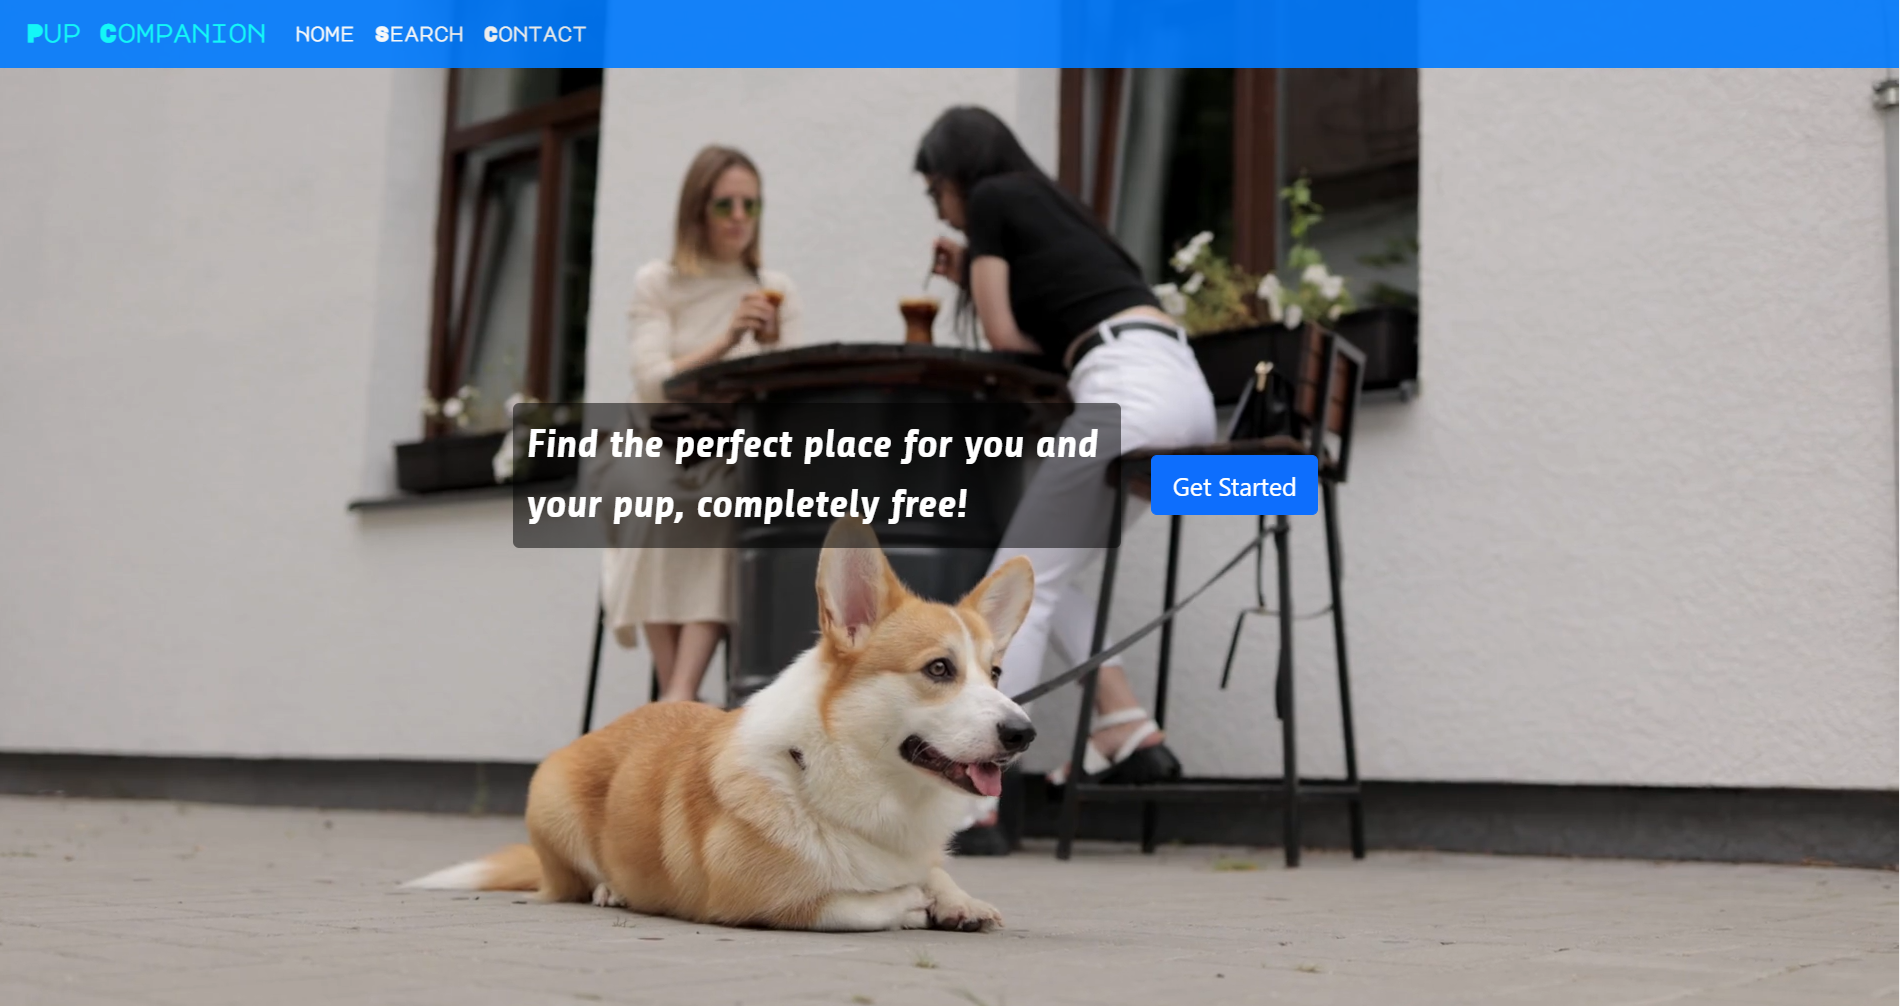 Pup Companion Home Search Contact
Find the perfect place for you and
your pup, completely free!
Get Started